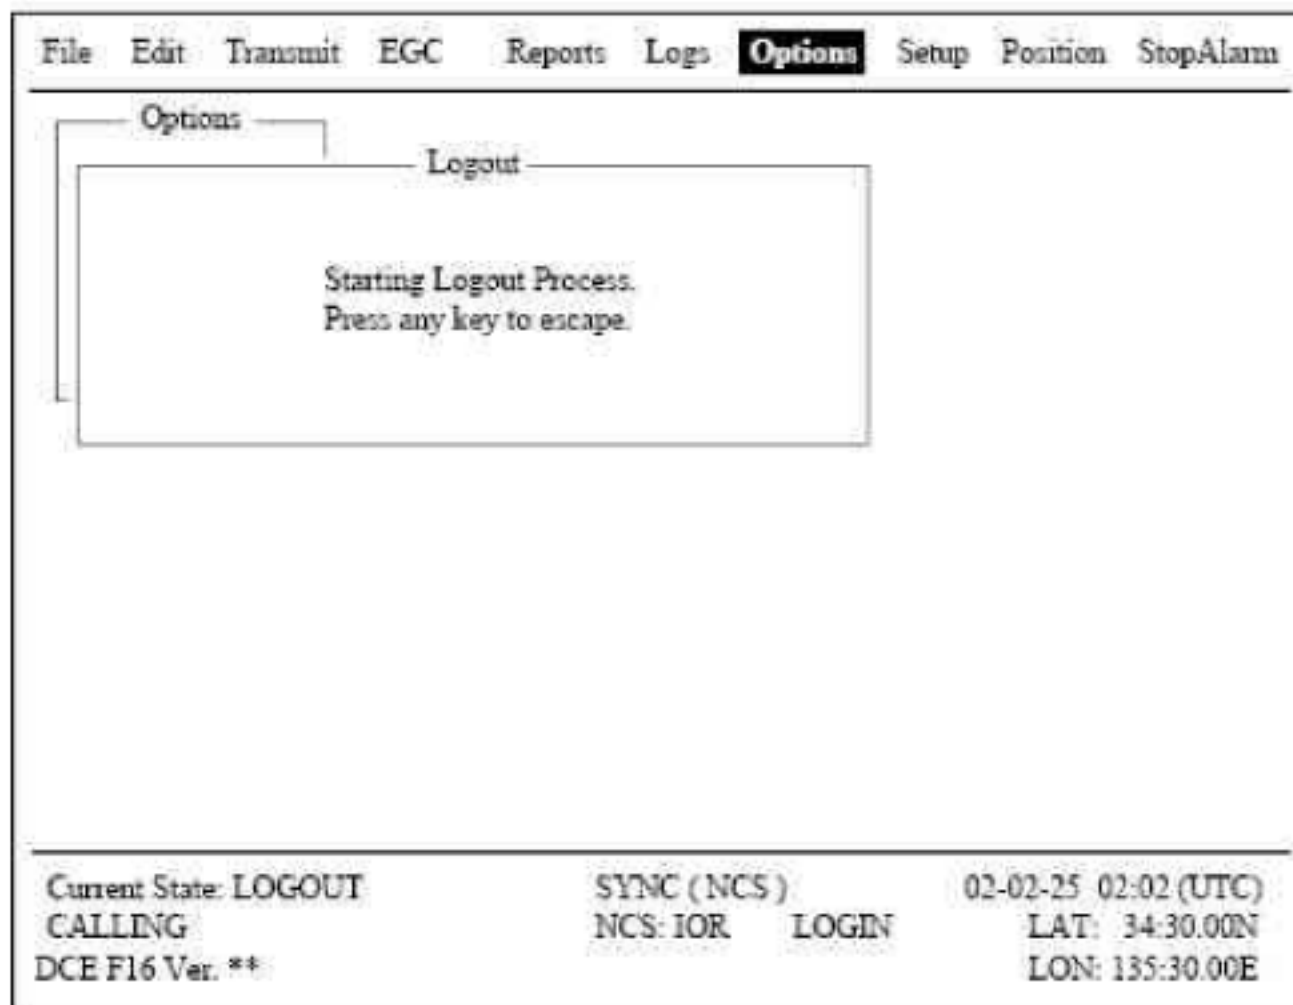 File Edit Transmit EGC Reports Logs Options Setup Position StopAlarm
Options
Logout
Starting Logout Process.
Press any key to escape.
Current State: LOGOUT SYNC ( NCS ) 02-02-25 02:02 (UTC)
CALLING NCS: IOR LOGIN LAT: 34:30.00N
DCE F16 Ver. ** LON: 135:30.00E